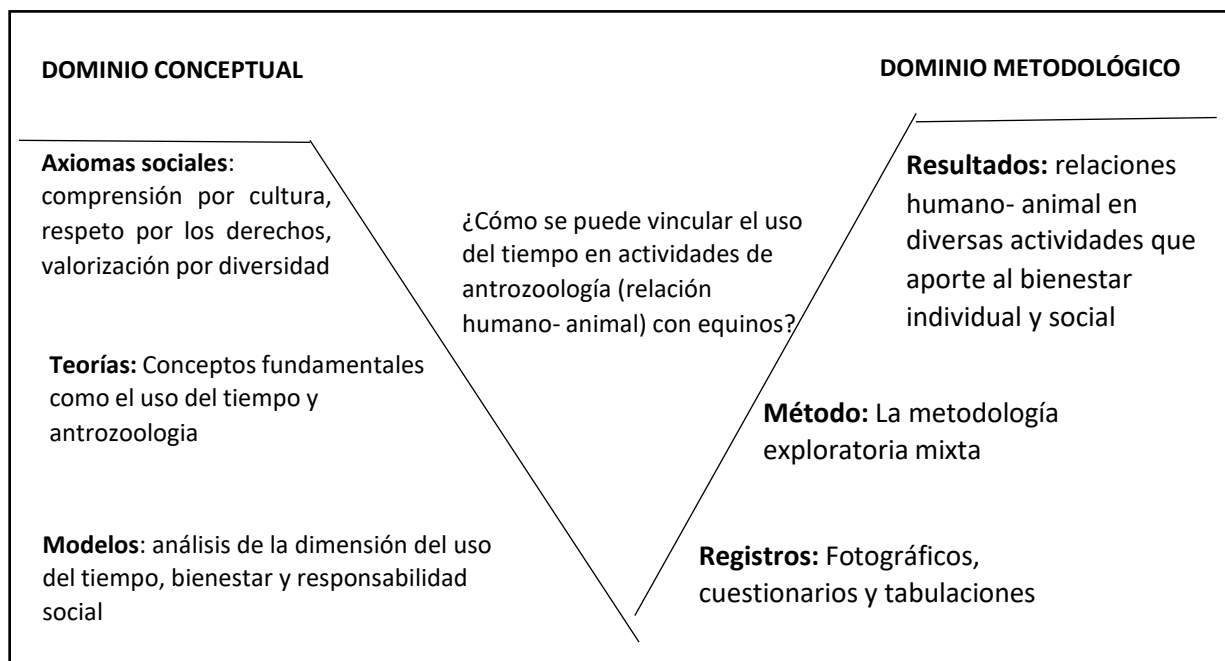 DOMINIO CONCEPTUAL
DOMINIO METODOLÓGICO
Axiomas sociales:
comprensión por cultura,
respeto por los derechos,
valorización por diversidad
Teorías: Conceptos fundamentales
como el uso del tiempo y
antrozoologia
Modelos: análisis de la dimensión del uso
del tiempo, bienestar y responsabilidad
social
¿Cómo se puede vincular el uso
del tiempo en actividades de
antrozoología (relación
humano- animal) con equinos?
Resultados: relaciones
humano- animal en
diversas actividades que
aporte al bienestar
individual y social
Método: La metodología
exploratoria mixta
Registros: Fotográficos,
cuestionarios y tabulaciones